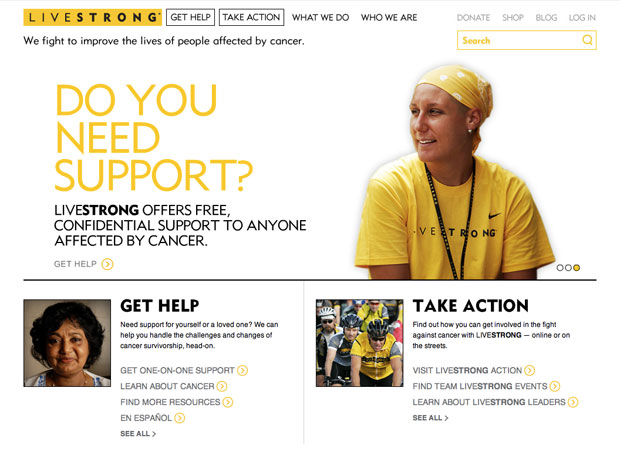 LIVESTRONG®
GET HELP
TAKE ACTION
WHAT WE DO
WHO WE ARE
DONATE
SHOP
BLOG
LOG IN
We fight to improve the lives of people affected by cancer.
Search
DO YOU
NEED
SUPPORT?
LIVESTRONG OFFERS FREE,
CONFIDENTIAL SUPPORT TO ANYONE
AFFECTED BY CANCER.
GET HELP
LIVESTRONG
GET HELP
Need support for yourself or a loved one? We can
help you handle the challenges and changes of
cancer survivorship, head-on.
GET ONE-ON-ONE SUPPORT
LEARN ABOUT CANCER
FIND MORE RESOURCES
EN ESPAÑOL
SEE ALL >
TAKE ACTION
Find out how you can get involved in the fight
against cancer with LIVESTRONG — online or on
the streets.
VISIT LIVESTRONG ACTION
FIND TEAM LIVESTRONG EVENTS
LEARN ABOUT LIVESTRONG LEADERS
SEE ALL >